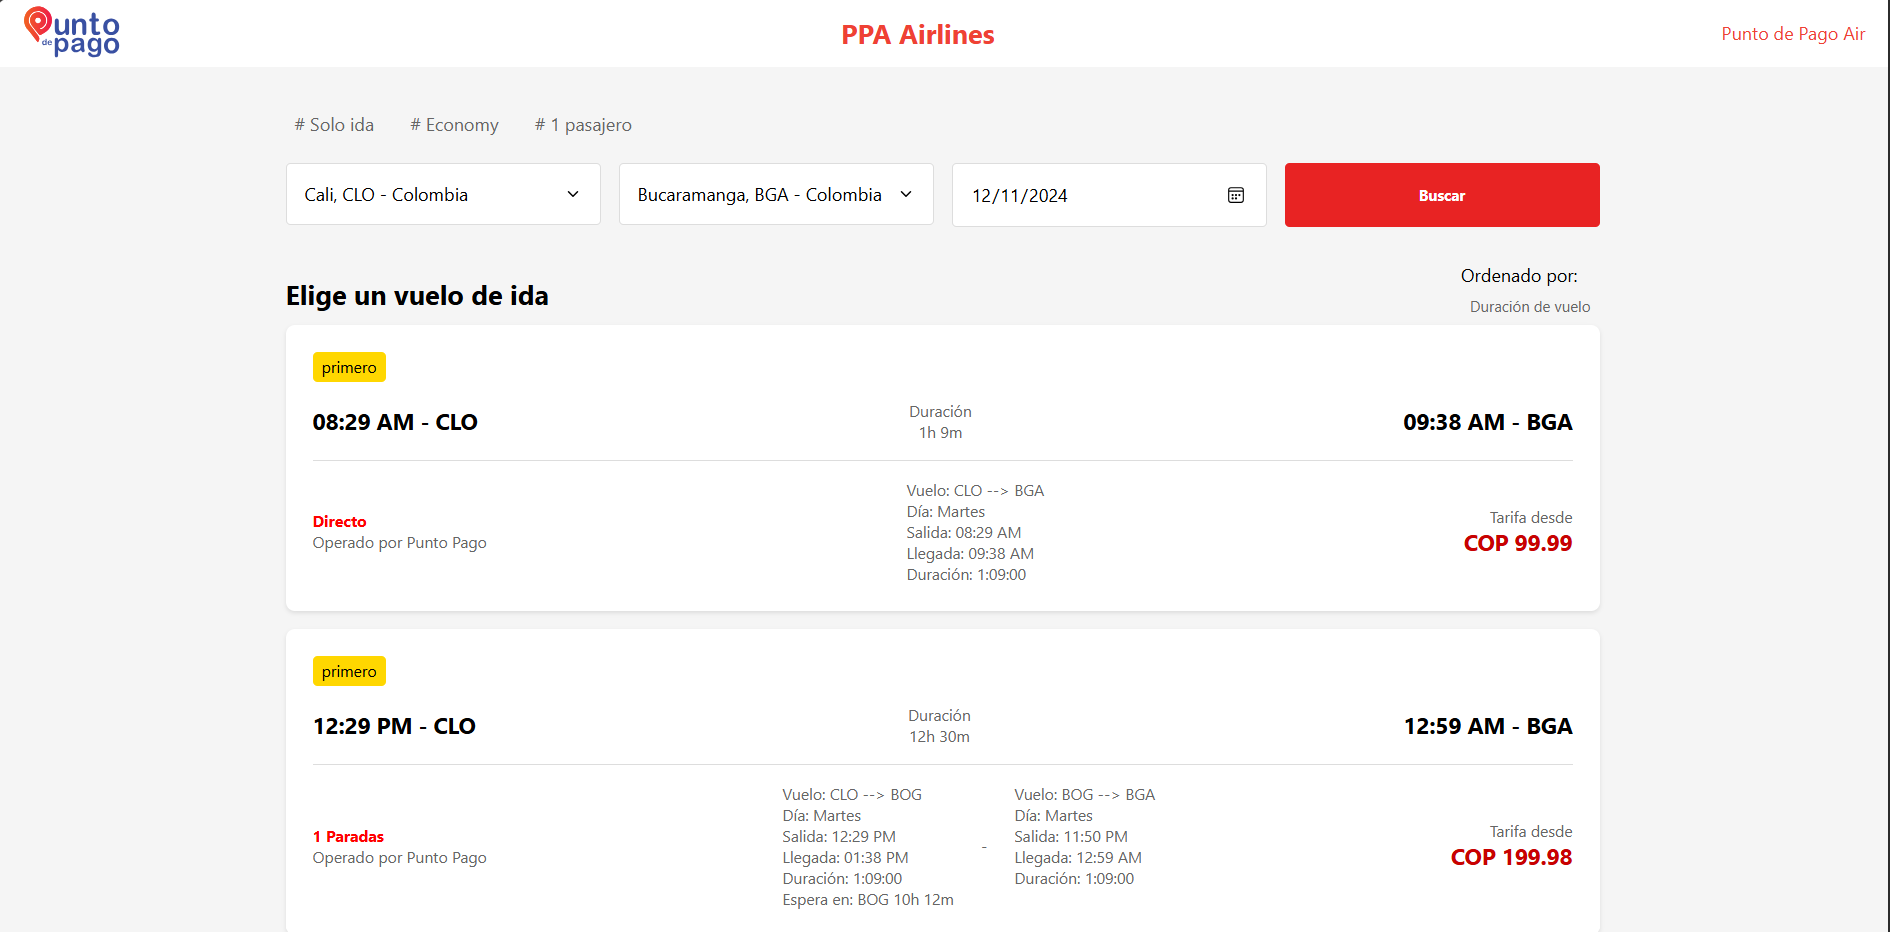 Punto
de pago
PPA Airlines
Punto de Pago Air
# Solo ida
# Economy
# 1 pasajero
Cali, CLO - Colombia
Bucaramanga, BGA - Colombia
12/11/2024
Buscar
Elige un vuelo de ida
Ordenado por:
Duración de vuelo
primero
08:29 AM - CLO
Duración
1h 9m
09:38 AM - BGA
Directo
Operado por Punto Pago
Vuelo: CLO --> BGA
Día: Martes
Salida: 08:29 AM
Llegada: 09:38 AM
Duración: 1:09:00
Tarifa desde
COP 99.99
primero
12:29 PM - CLO
Duración
12h 30m
12:59 AM - BGA
1 Paradas
Operado por Punto Pago
Vuelo: CLO --> BOG
Día: Martes
Salida: 12:29 PM
Llegada: 01:38 PM
Duración: 1:09:00
Espera en: BOG 10h 12m
-
Vuelo: BOG --> BGA
Día: Martes
Salida: 11:50 PM
Llegada: 12:59 AM
Duración: 1:09:00
Tarifa desde
COP 199.98